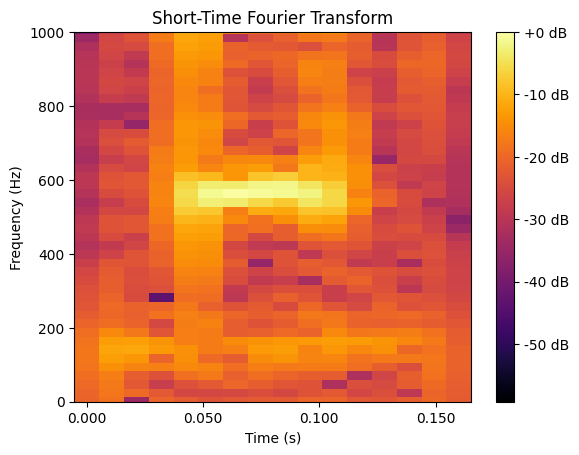 Short-Time Fourier Transform
Frequency (Hz)
1000
800
600
400
200
0
0.000
0.050
0.100
0.150
Time (s)
+0 dB
-10 dB
-20 dB
-30 dB
-40 dB
-50 dB